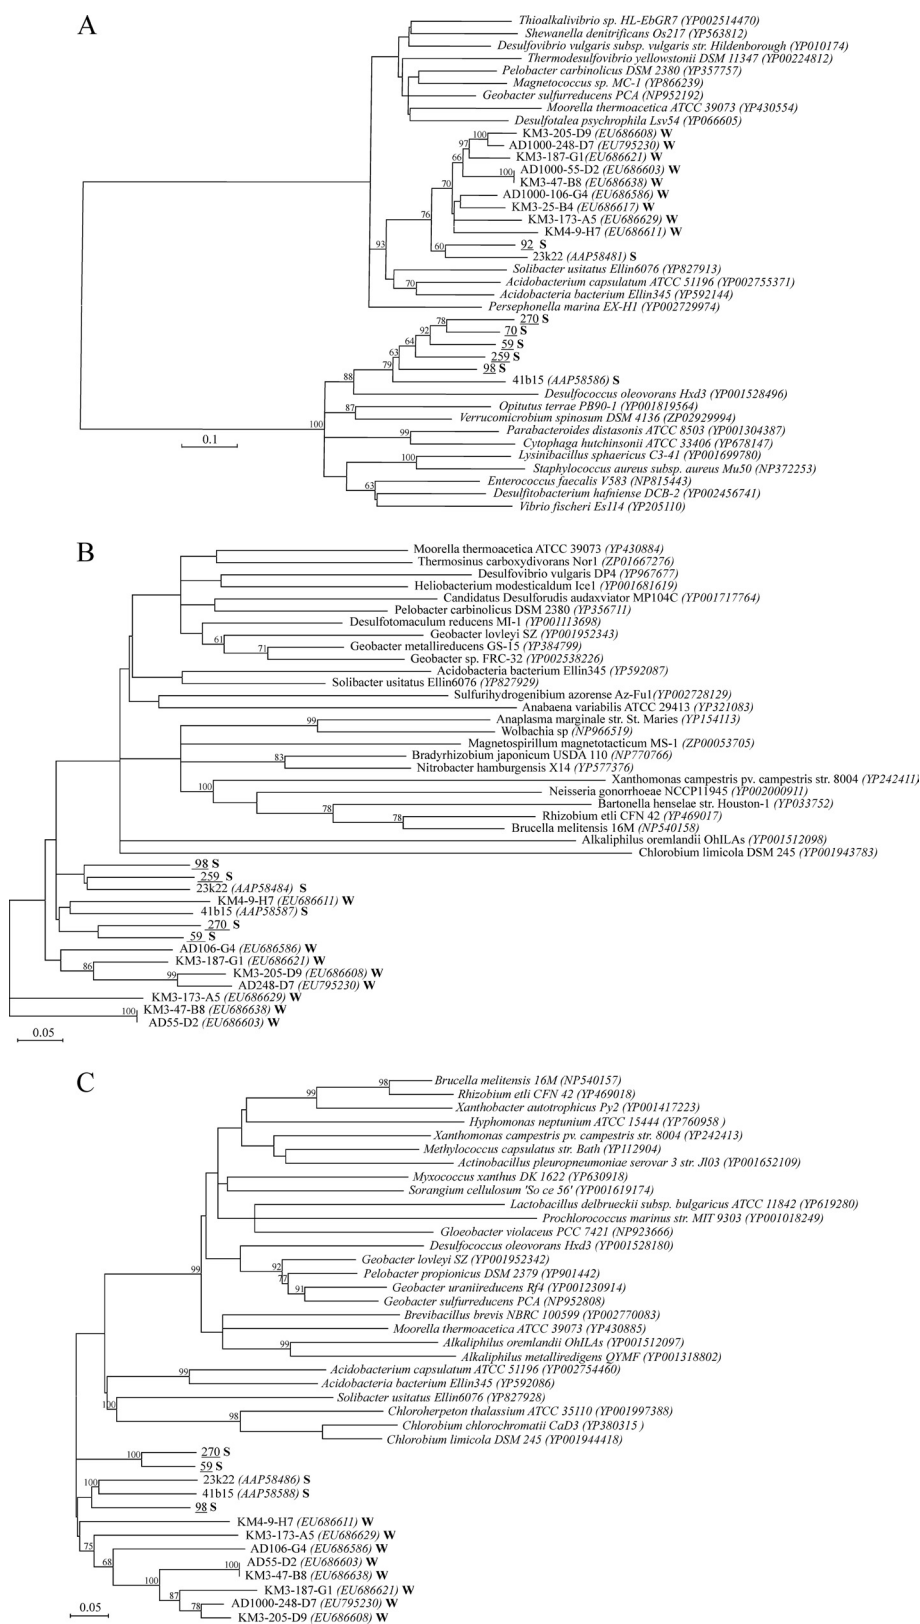 A
Thioalkalivibrio sp. HL-EbGR7 (YP002514470)
Shewanella denitrificans Os217 (YP563812)
Desulfovibrio vulgaris subsp. vulgaris str. Hildenborough (YP010174)
Thermodesulfovibrio yellowstonii DSM 11347 (YP00224812)
Pelobacter carbinolicus DSM 2380 (YP357757)
Magnetococcus sp. MC-1 (YP866239)
Geobacter sulfurreducens PCA (NP952192)
Moorella thermoacetica ATCC 39073 (YP430554)
Desulfotalea psychrophila Lsv54 (YP066605)
100 KM3-205-D9 (EU686608) W
97 AD1000-248-D7 (EU795230) W
66 KM3-187-G1(EU686621) W
AD1000-55-D2 (EU686603) W
100 KM3-47-B8 (EU686638) W
70 AD1000-106-G4 (EU686586) W
KM3-25-B4 (EU686617) W
76 KM3-173-A5 (EU686629) W
KM4-9-H7 (EU686611) W
93 60 92 S
23k22 (AAP58481) S
Solibacter usitatus Ellin6076 (YP827913)
70 Acidobacterium capsulatum ATCC 51196 (YP002755371)
Acidobacteria bacterium Ellin345 (YP592144)
Persephonella marina EX-H1 (YP002729974)
78 270 S
92 70 S
64 59 S
63 259 S
79 98 S
88 41b15 (AAP58586) S
Desulfococcus oleovorans Hxd3 (YP001528496)
87 Opitutus terrae PB90-1 (YP001819564)
Verrucomicrobium spinosum DSM 4136 (ZP02929994)
100 99 Parabacteroides distasonis ATCC 8503 (YP001304387)
0.1 Cytophaga hutchinsonii ATCC 33406 (YP678147)
100 Lysinibacillus sphaericus C3-41 (YP001699780)
Staphylococcus aureus subsp. aureus Mu50 (NP372253)
63 Enterococcus faecalis V583 (NP815443)
Desulfitobacterium hafniense DCB-2 (YP002456741)
Vibrio fischeri Es114 (YP205110)
B
Moorella thermoacetica ATCC 39073 (YP430884)
Thermosinus carboxydivorans Nor1 (ZP01667276)
Desulfovibrio vulgaris DP4 (YP967677)
Heliobacterium modesticaldum Ice1 (YP001681619)
Candidatus Desulforudis audaxviator MP104C (YP001717764)
Pelobacter carbinolicus DSM 2380 (YP356711)
Desulfotomaculum reducens MI-1 (YP001113698)
61 Geobacter lovleyi SZ (YP001952343)
71 Geobacter metallireducens GS-15 (YP384799)
Geobacter sp. FRC-32 (YP002538226)
Acidobacteria bacterium Ellin345 (YP592087)
Solibacter usitatus Ellin6076 (YP827929)
Sulfurihydrogenibium azorense Az-Fu1(YP002728129)
Anabaena variabilis ATCC 29413 (YP321083)
99 Anaplasma marginale str. St. Maries (YP154113)
Wolbachia sp (NP966519)
Magnetospirillum magnetotacticum MS-1 (ZP00053705)
83 Bradyrhizobium japonicum USDA 110 (NP770766)
Nitrobacter hamburgensis X14 (YP577376)
100 Xanthomonas campestris pv. campestris str. 8004 (YP242411)
Neisseria gonorrhoeae NCCP11945 (YP002000911)
78 Bartonella henselae str. Houston-1 (YP033752)
78 Rhizobium etli CFN 42 (YP469017)
Brucella melitensis 16M (NP540158)
Alkaliphilus oremlandii OhILAs (YP001512098)
Chlorobium limicola DSM 245 (YP001943783)
98 S
259 S
23k22 (AAP58484) S
KM4-9-H7 (EU686611) W
41b15 (AAP58587) S
270 S
59 S
AD106-G4 (EU686586) W
86 KM3-187-G1 (EU686621) W
99 KM3-205-D9 (EU686608) W
AD248-D7 (EU795230) W
KM3-173-A5 (EU686629) W
100 KM3-47-B8 (EU686638) W
AD55-D2 (EU686603) W
0.05
C
98 Brucella melitensis 16M (NP540157)
99 Rhizobium etli CFN 42 (YP469018)
Xanthobacter autotrophicus Py2 (YP001417223)
Hyphomonas neptunium ATCC 15444 (YP760958 )
Xanthomonas campestris pv. campestris str. 8004 (YP242413)
Methylococcus capsulatus str. Bath (YP112904)
Actinobacillus pleuropneumoniae serovar 3 str. Jl03 (YP001652109)
Myxococcus xanthus DK 1622 (YP630918)
Sorangium cellulosum 'So ce 56' (YP001619174)
Lactobacillus delbrueckii subsp. bulgaricus ATCC 11842 (YP619280)
Prochlorococcus marinus str. MIT 9303 (YP001018249)
Gloeobacter violaceus PCC 7421 (NP923666)
Desulfococcus oleovorans Hxd3 (YP001528180)
92 Geobacter lovleyi SZ (YP001952342)
99 77 Pelobacter propionicus DSM 2379 (YP901442)
91 Geobacter uraniireducens Rf4 (YP001230914)
Geobacter sulfurreducens PCA (NP952808)
Brevibacillus brevis NBRC 100599 (YP002770083)
Moorella thermoacetica ATCC 39073 (YP430885)
99 Alkaliphilus oremlandii OhILAs (YP001512097)
Alkaliphilus metalliredigens QYMF (YP001318802)
99 Acidobacterium capsulatum ATCC 51196 (YP002754460)
Acidobacteria bacterium Ellin345 (YP592086)
100 Solibacter usitatus Ellin6076 (YP827928)
98 Chloroherpeton thalassium ATCC 35110 (YP001997388)
Chlorobium chlorochromatii CaD3 (YP380315 )
Chlorobium limicola DSM 245 (YP001944418)
100 270 S
59 S
100 23k22 (AAP58486) S
41b15 (AAP58588) S
98 S
KM4-9-H7 (EU686611) W
75 KM3-173-A5 (EU686629) W
68 AD106-G4 (EU686586) W
100 AD55-D2 (EU686603) W
100 KM3-47-B8 (EU686638) W
87 KM3-187-G1 (EU686621) W
0.05 78 AD1000-248-D7 (EU795230) W
KM3-205-D9 (EU686608) W